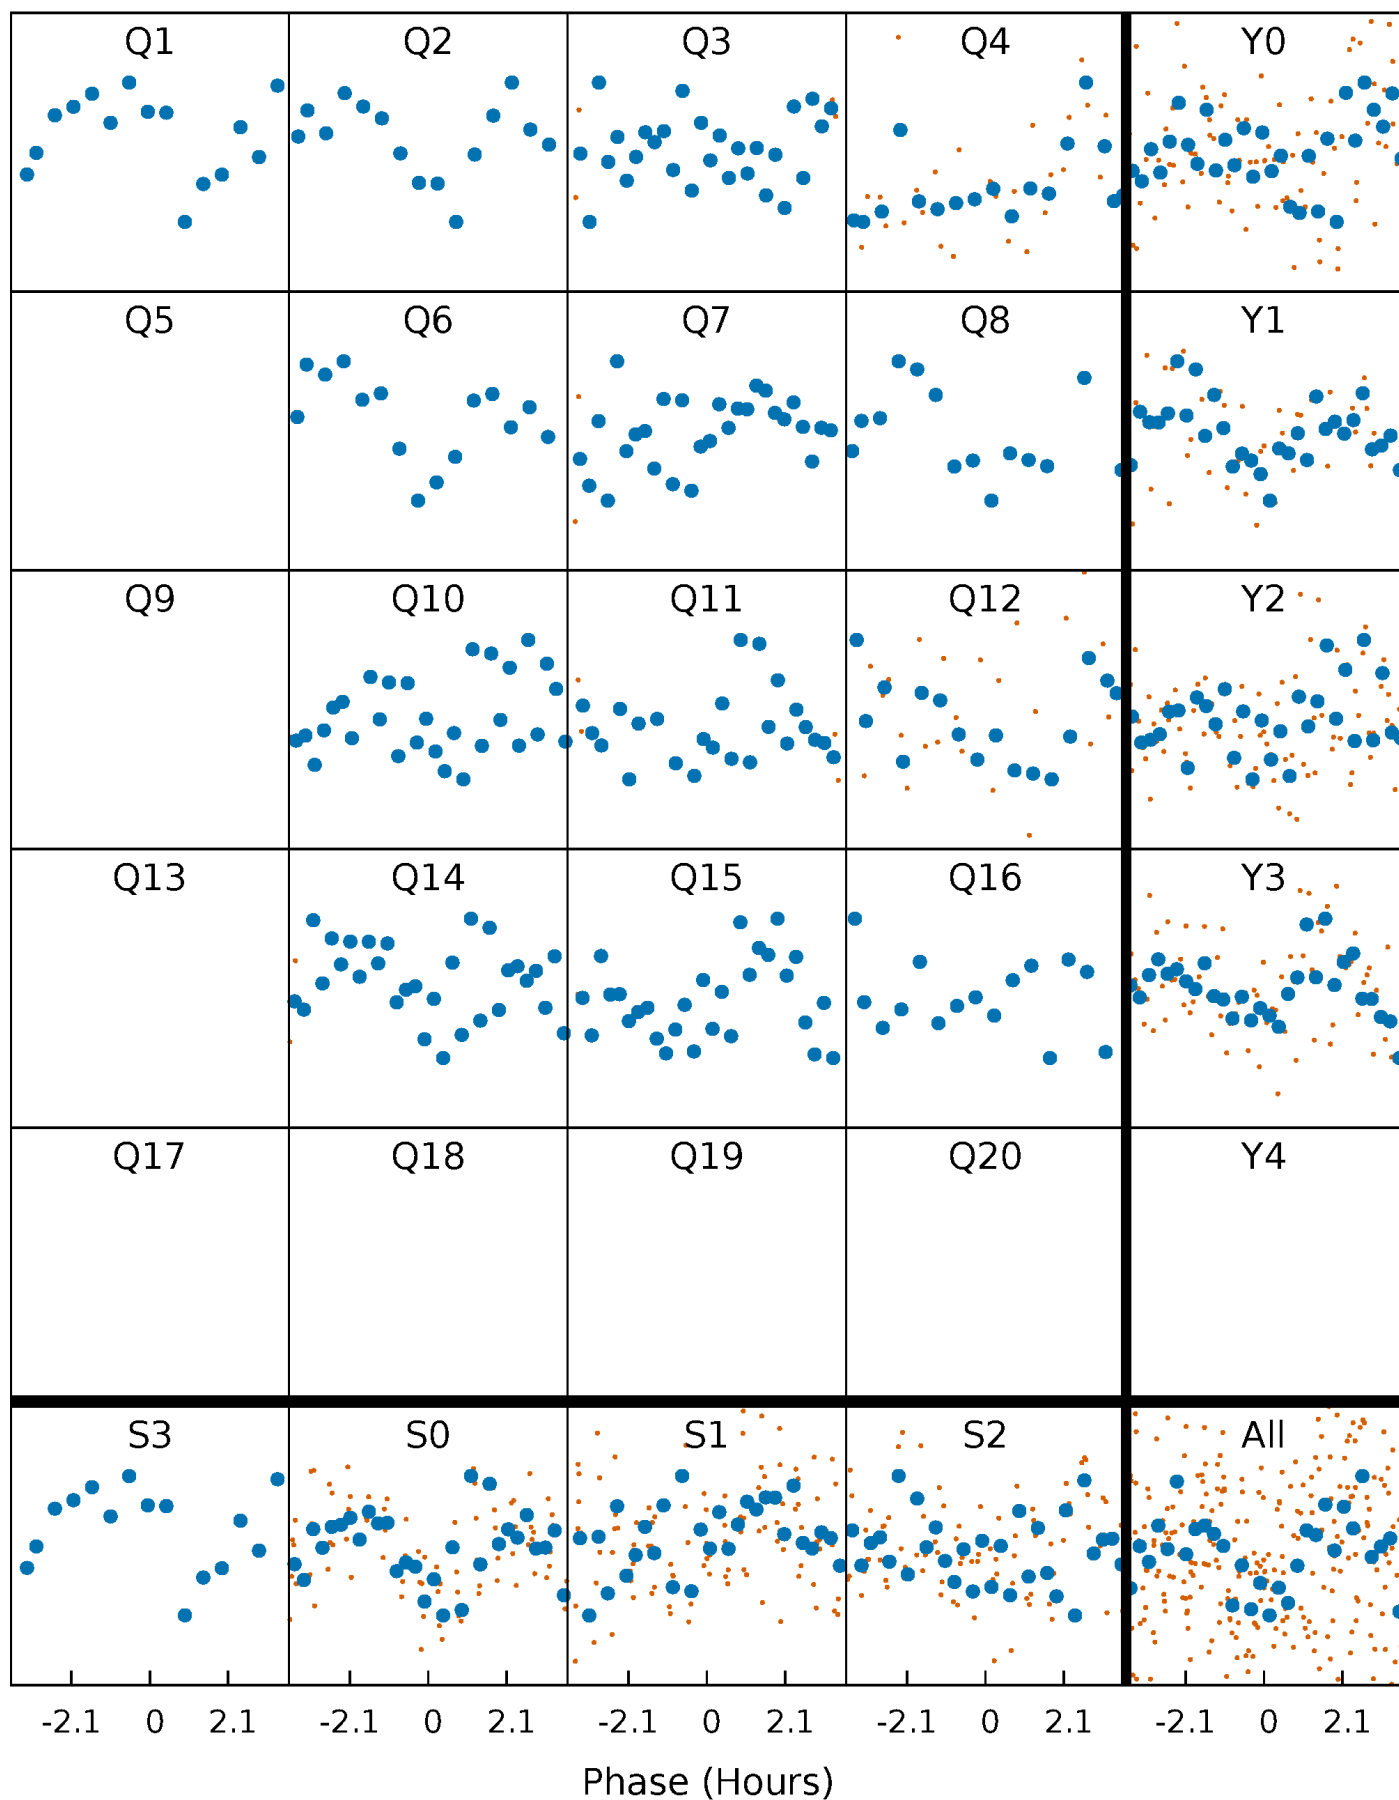 Q1 Q2 Q3 Q4 Y0
Q5 Q6 Q7 Q8 Y1
Q9 Q10 Q11 Q12 Y2
Q13 Q14 Q15 Q16 Y3
Q17 Q18 Q19 Q20 Y4
S3 S0 S1 S2 All
-2.1 0 2.1 -2.1 0 2.1 -2.1 0 2.1 -2.1 0 2.1 -2.1 0 2.1
Phase (Hours)